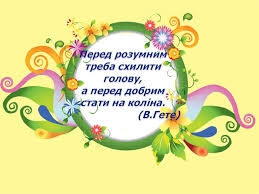 Перед розумним
треба схилити
голову,
а перед добрим
стати на коліна.
(В.Гете)